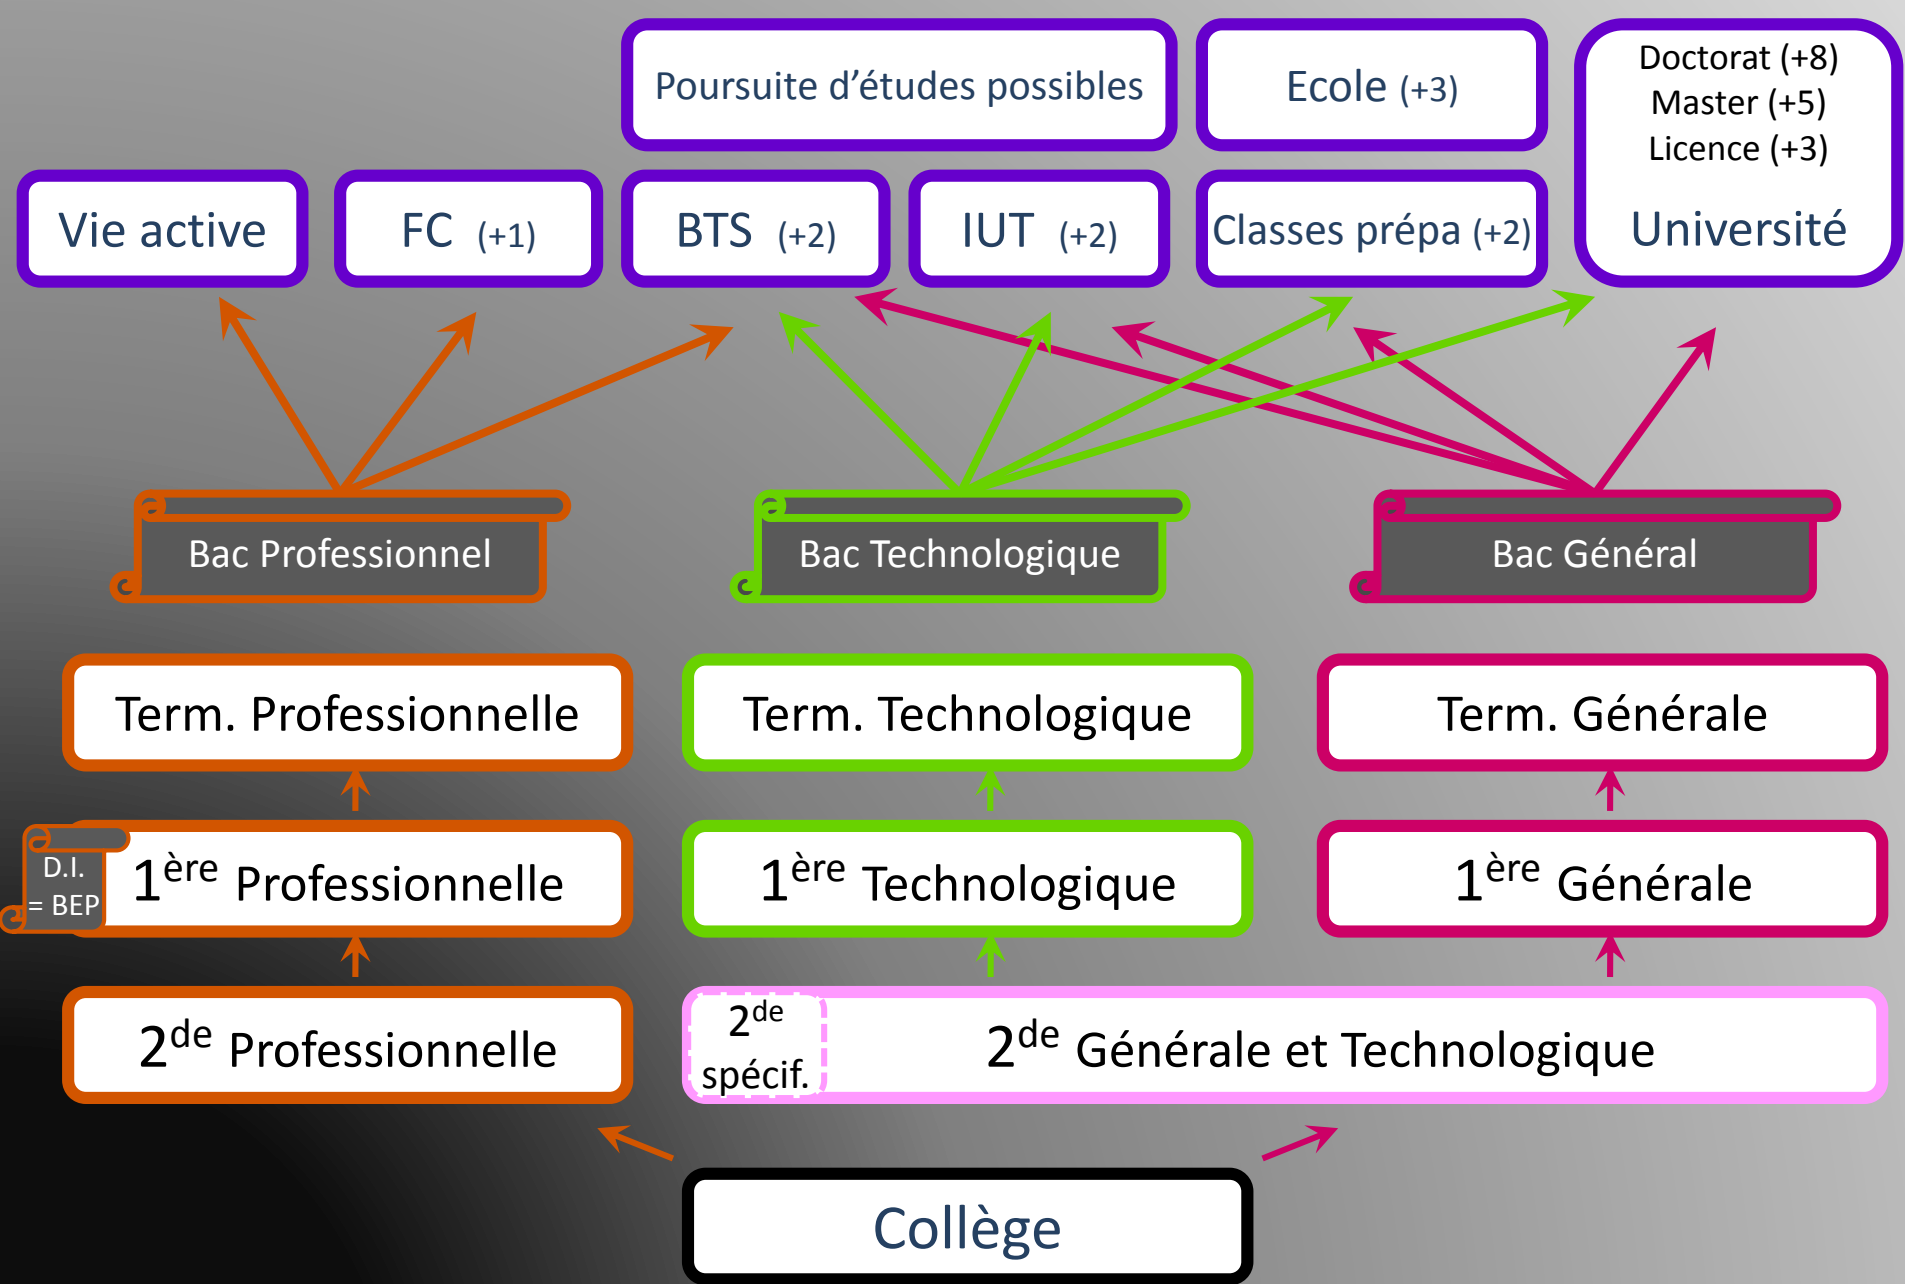 Poursuite d’études possibles
Ecole (+3)
Doctorat (+8)
Master (+5)
Licence (+3)
Université
Vie active
FC (+1)
BTS (+2)
IUT (+2)
Classes prépa (+2)
Bac Professionnel
Bac Technologique
Bac Général
Term. Professionnelle
Term. Technologique
Term. Générale
D.I.
= BEP
1ère Professionnelle
1ère Technologique
1ère Générale
2de Professionnelle
2de
spécif.
2de Générale et Technologique
Collège